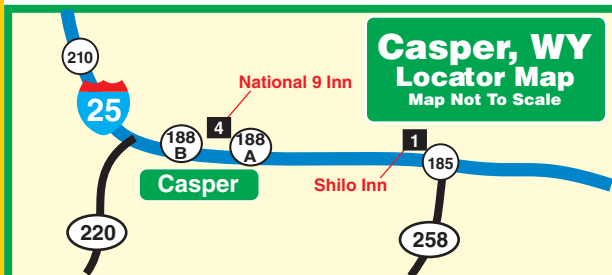 Casper, WY
Locator Map
Map Not To Scale
210
25
National 9 Inn
4
188
B
188
A
1
185
Casper
Shilo Inn
220
258